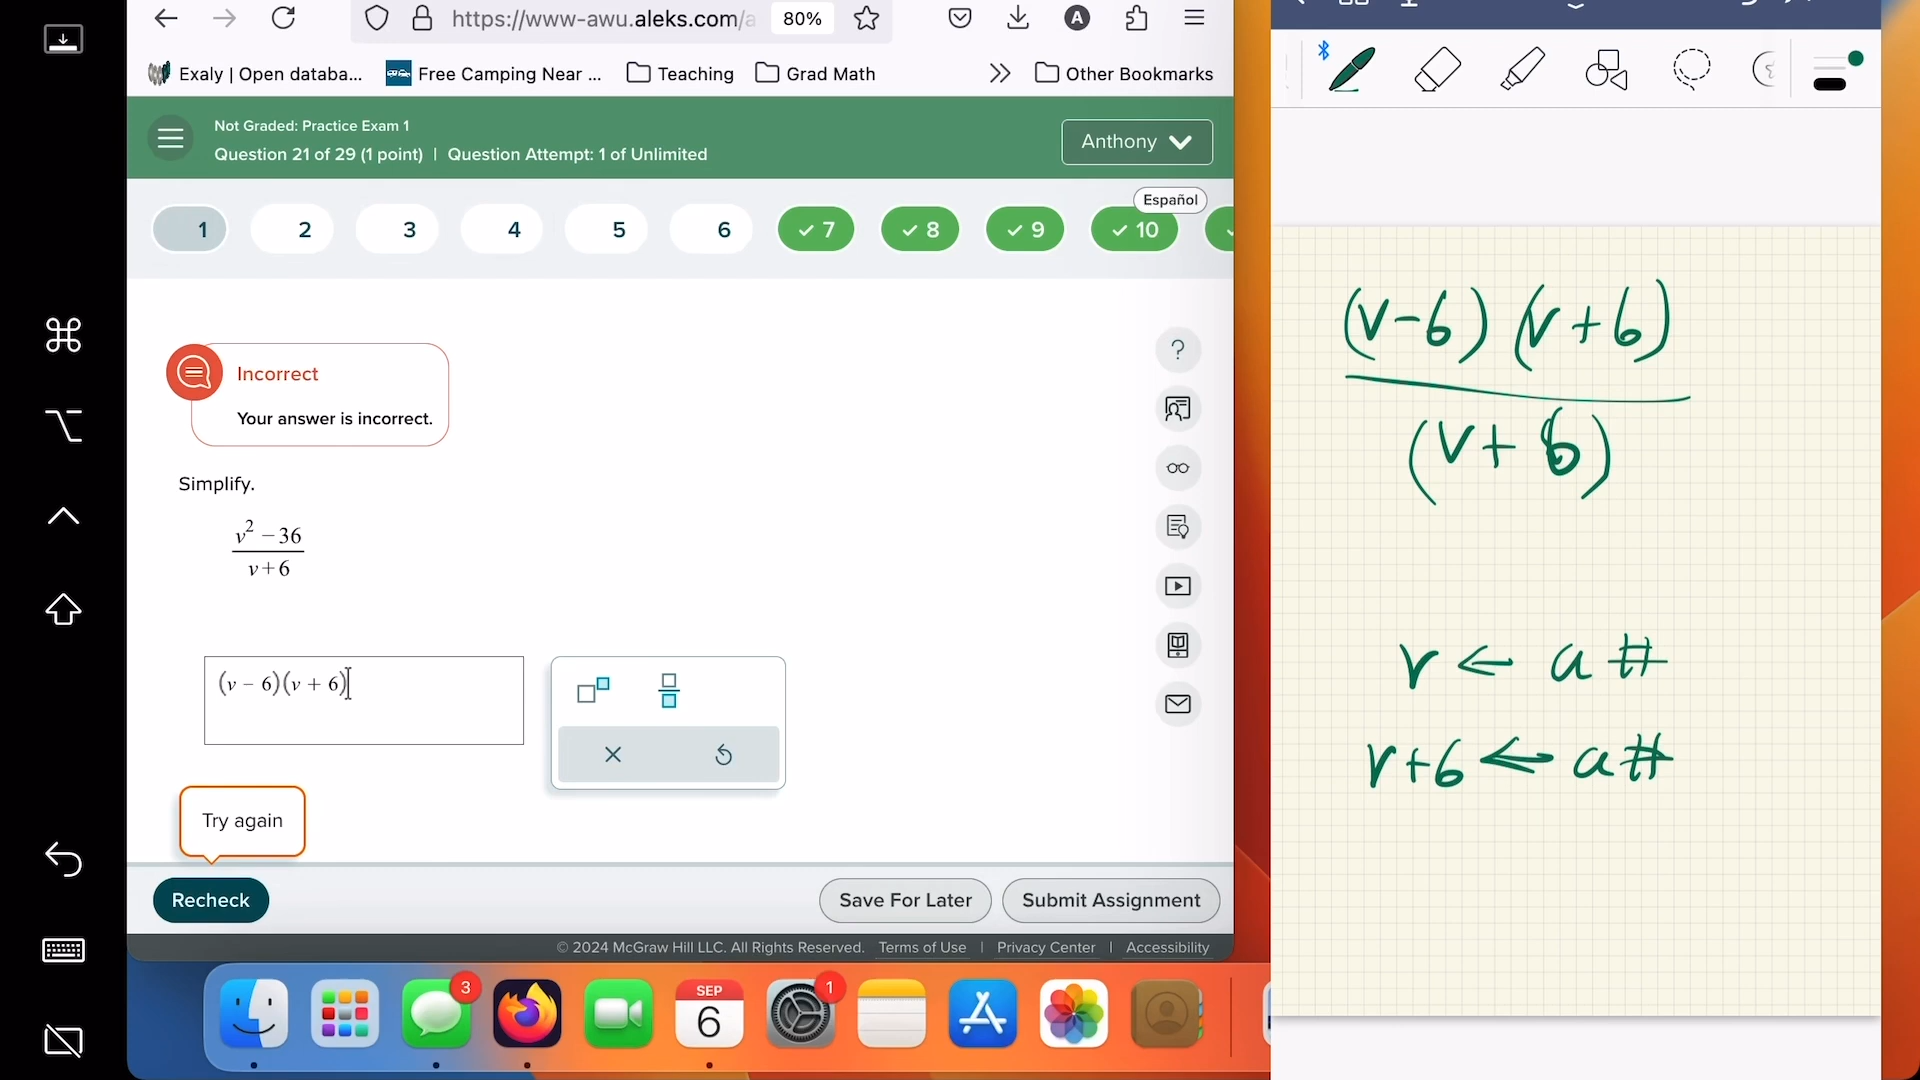 https://www-awu.aleks.com/a
80%
A
Exaly | Open databa...
Free Camping Near ...
Teaching
Grad Math
Other Bookmarks
Not Graded: Practice Exam 1
Question 21 of 29 (1 point) | Question Attempt: 1 of Unlimited
Anthony
Español
1 2 3 4 5 6 ✓ 7 ✓ 8 ✓ 9 ✓ 10 ✓
Incorrect
Your answer is incorrect.
Simplify.
v² − 36
v + 6
(v − 6)(v + 6)
Try again
Recheck
Save For Later
Submit Assignment
© 2024 McGraw Hill LLC. All Rights Reserved. Terms of Use | Privacy Center | Accessibility
3
SEP
6
1
(v-6) (v+6)
(v+6)
v ← a #
v+6 ← a #